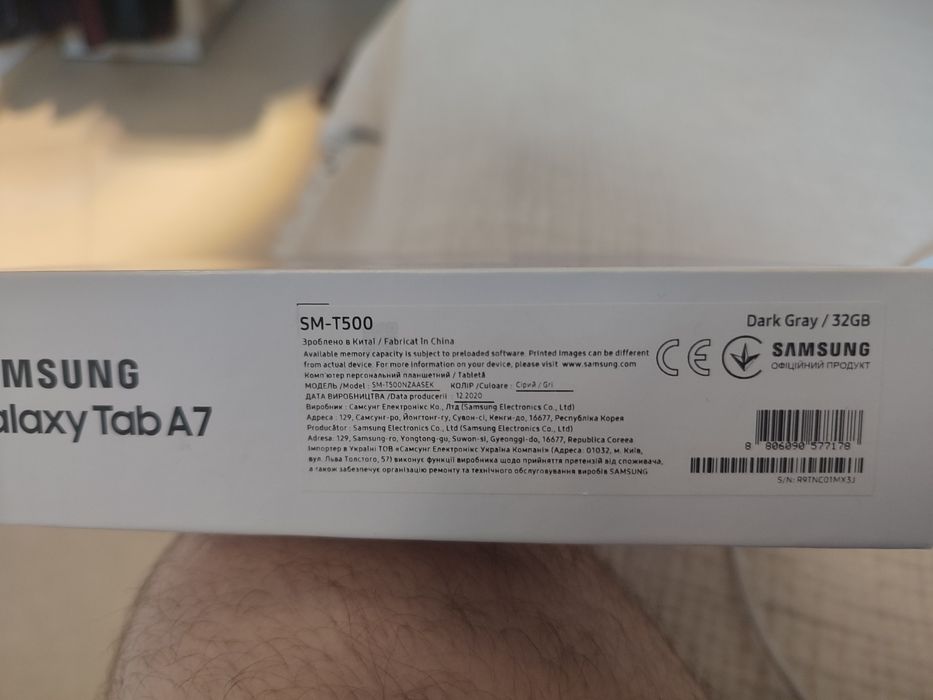 MSUNG
alaxy Tab A7
SM-T500
Dark Gray / 32GB
Зроблено в Китаї / Fabricat în China
Available memory capacity is subject to preloaded software. Printed images can be different
from actual device. For more information on your device, please visit www.samsung.com
Комп'ютер персональний планшетний / Tabletă
МОДЕЛЬ /Model : SM-T500NZAASEK КОЛІР /Culoare : Сірий / Gri
ДАТА ВИРОБНИЦТВА /Data producerii : 12.2020
Виробник : Самсунг Електронікс Ко., Лтд (Samsung Electronics Co., Ltd)
Адреса : 129, Самсунг-ро, Йонгтонг-гу, Сувон-сі, Кенгі-до, 16677, Республіка Корея
Producător : Samsung Electronics Co., Ltd (Samsung Electronics Co., Ltd)
Adresa: 129, Samsung-ro, Yongtong-gu, Suwon-si, Gyeonggi-do, 16677, Republica Coreea
Імпортер в Україні ТОВ «Самсунг Електронікс Україна Компані» (Адреса: 01032, м. Київ,
вул. Льва Толстого, 57) виконує функції виробника щодо прийняття претензій від споживача,
а також забезпечує організацію ремонту та технічного обслуговування виробів SAMSUNG
CE
SAMSUNG
ОФІЦІЙНИЙ ПРОДУКТ
8 806090 577178
S/N: R9TNC01MX3J